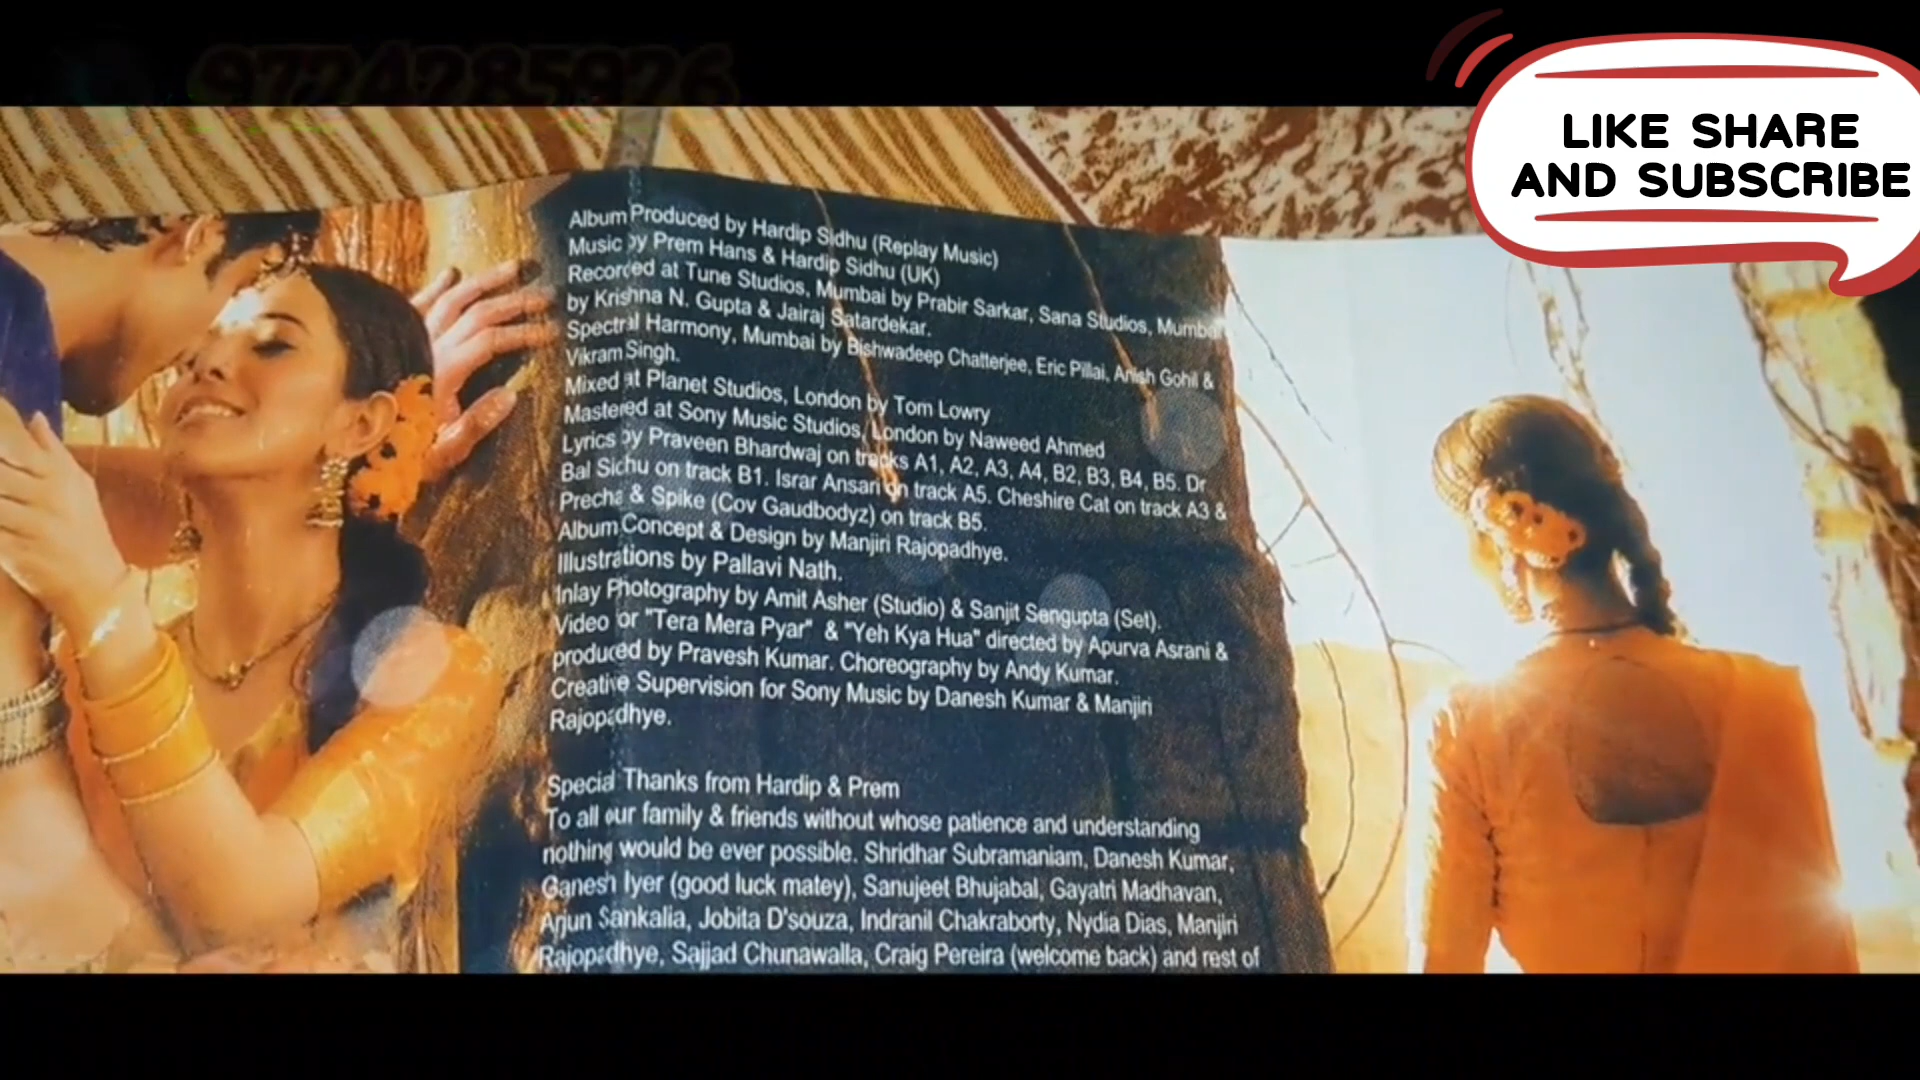 9724285926
LIKE SHARE
AND SUBSCRIBE
Album Produced by Hardip Sidhu (Replay Music)
Music by Prem Hans & Hardip Sidhu (UK)
Recorded at Tune Studios, Mumbai by Prabir Sarkar, Sana Studios, Mumbai
by Krishna N. Gupta & Jairaj Satardekar.
Spectral Harmony, Mumbai by Bishwadeep Chatterjee, Eric Pillai, Anish Gohil &
Vikram Singh.
Mixed at Planet Studios, London by Tom Lowry
Mastered at Sony Music Studios, London by Naweed Ahmed
Lyrics by Praveen Bhardwaj on tracks A1, A2, A3, A4, B2, B3, B4, B5. Dr
Bal Sidhu on track B1. Israr Ansari on track A5. Cheshire Cat on track A3 &
Precha & Spike (Cov Gaudbodyz) on track B5.
Album Concept & Design by Manjiri Rajopadhye.
Illustrations by Pallavi Nath.
Inlay Photography by Amit Asher (Studio) & Sanjit Sengupta (Set).
Video for "Tera Mera Pyar" & "Yeh Kya Hua" directed by Apurva Asrani &
produced by Pravesh Kumar. Choreography by Andy Kumar.
Creative Supervision for Sony Music by Danesh Kumar & Manjiri
Rajopadhye.
Special Thanks from Hardip & Prem
To all our family & friends without whose patience and understanding
nothing would be ever possible. Shridhar Subramaniam, Danesh Kumar,
Ganesh Iyer (good luck matey), Sanujeet Bhujabal, Gayatri Madhavan,
Arjun Sankalia, Jobita D'souza, Indranil Chakraborty, Nydia Dias, Manjiri
Rajopadhye, Sajjad Chunawalla, Craig Pereira (welcome back) and rest of